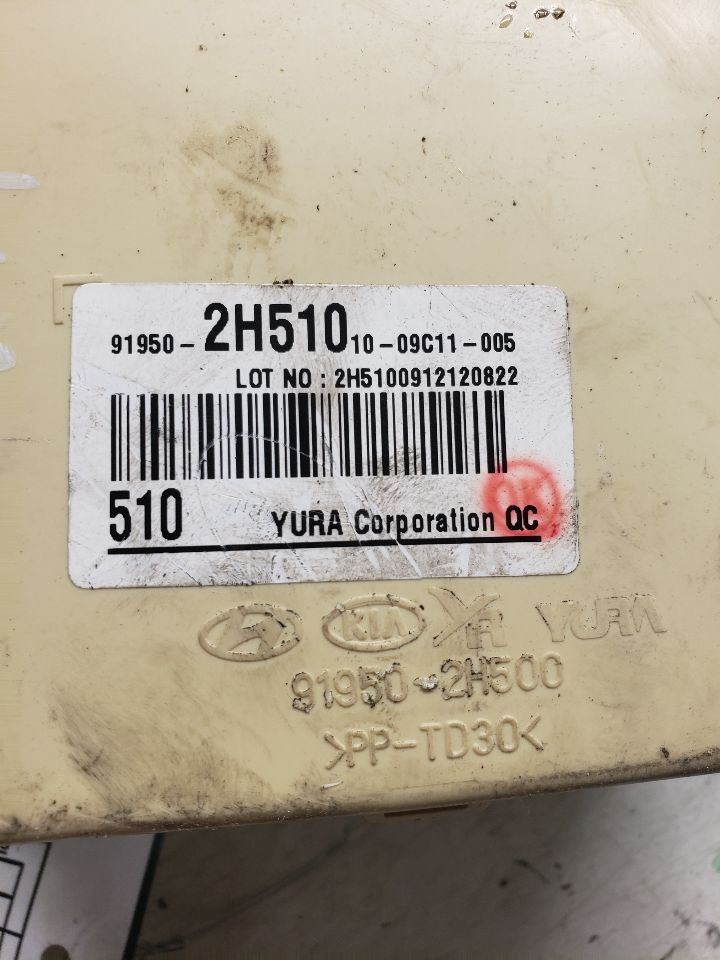 91950-2H510 10-09C11-005
LOT NO : 2H5100912120822
510 YURA Corporation QC
KIA YURA
91950-2H500
>PP-TD30<